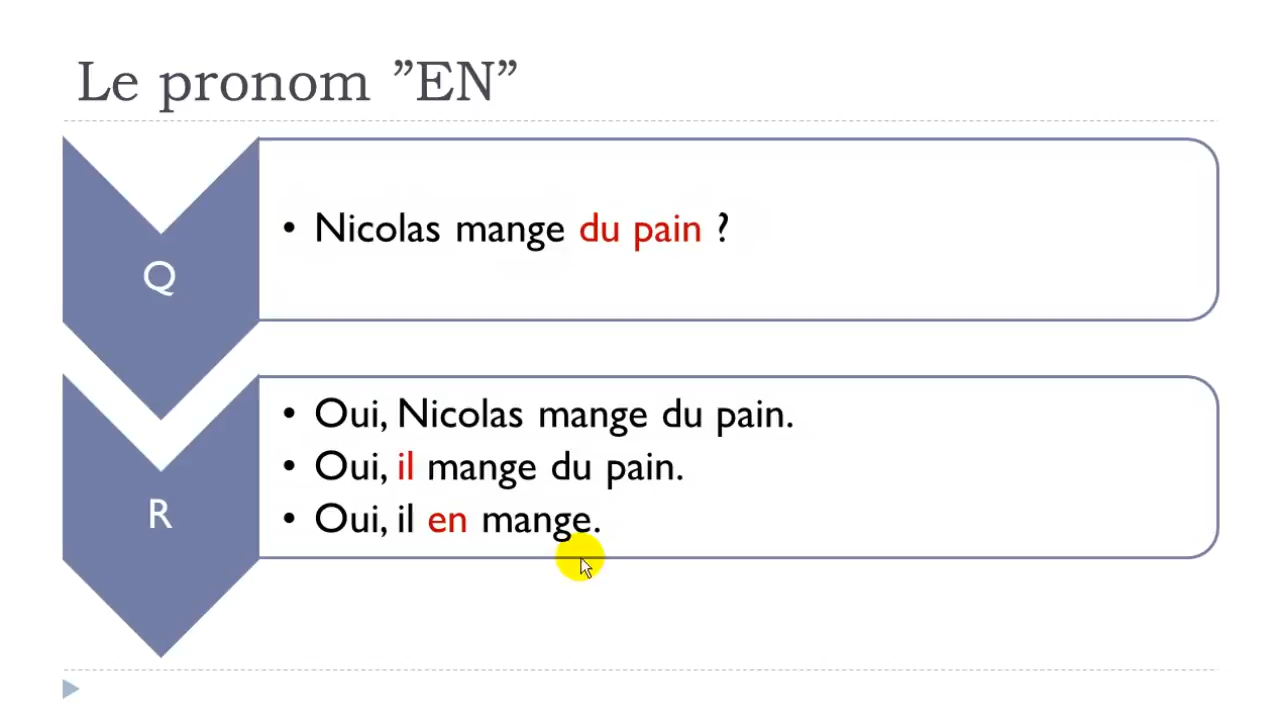 Le pronom ”EN”
Q
• Nicolas mange du pain ?
R
• Oui, Nicolas mange du pain.
• Oui, il mange du pain.
• Oui, il en mange.